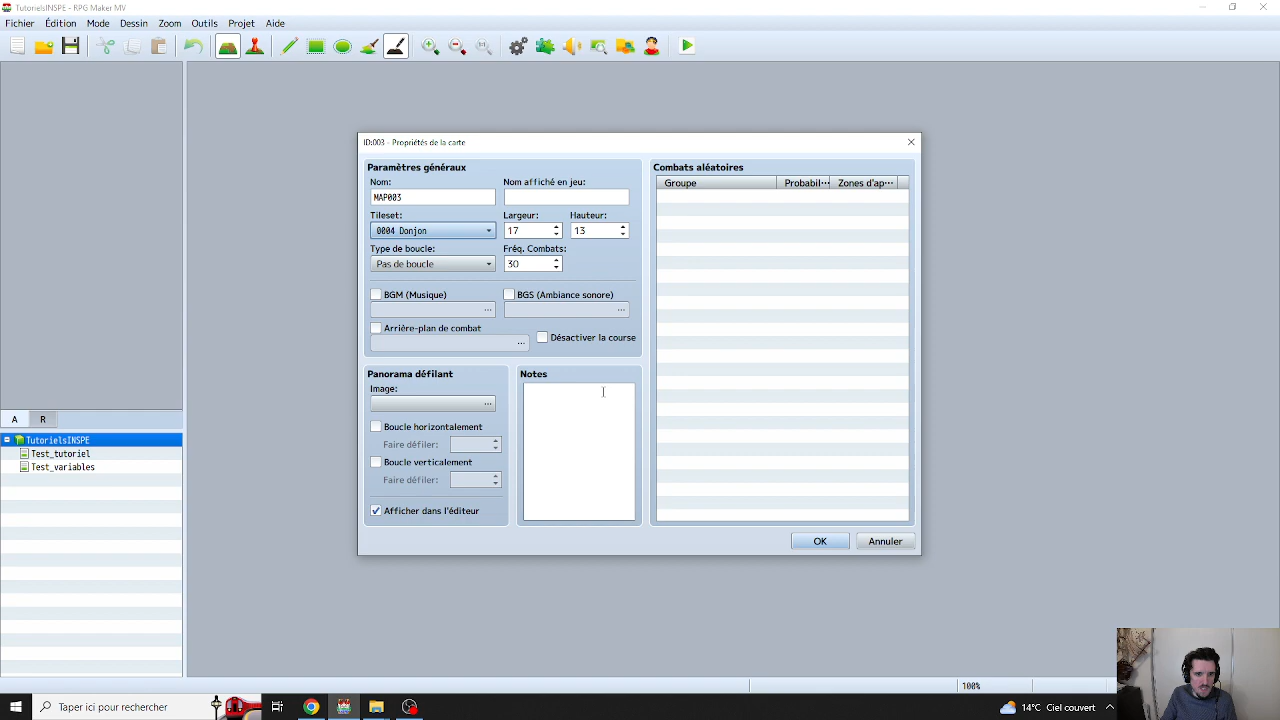 TutorielsINSPE - RPG Maker MV
Fichier Édition Mode Dessin Zoom Outils Projet Aide
ID:003 - Propriétés de la carte
Paramètres généraux
Nom:
MAP003
Nom affiché en jeu:
Tileset:
0004 Donjon
Largeur:
17
Hauteur:
13
Type de boucle:
Pas de boucle
Fréq. Combats:
30
BGM (Musique)
...
BGS (Ambiance sonore)
...
Arrière-plan de combat
...
Désactiver la course
Panorama défilant
Image:
...
Boucle horizontalement
Faire défiler:
Boucle verticalement
Faire défiler:
Afficher dans l'éditeur
Notes
Combats aléatoires
Groupe Probabil··· Zones d'ap···
OK Annuler
A R
TutorielsINSPE
Test_tutoriel
Test_variables
100%
Taper ici pour rechercher
14°C Ciel couvert